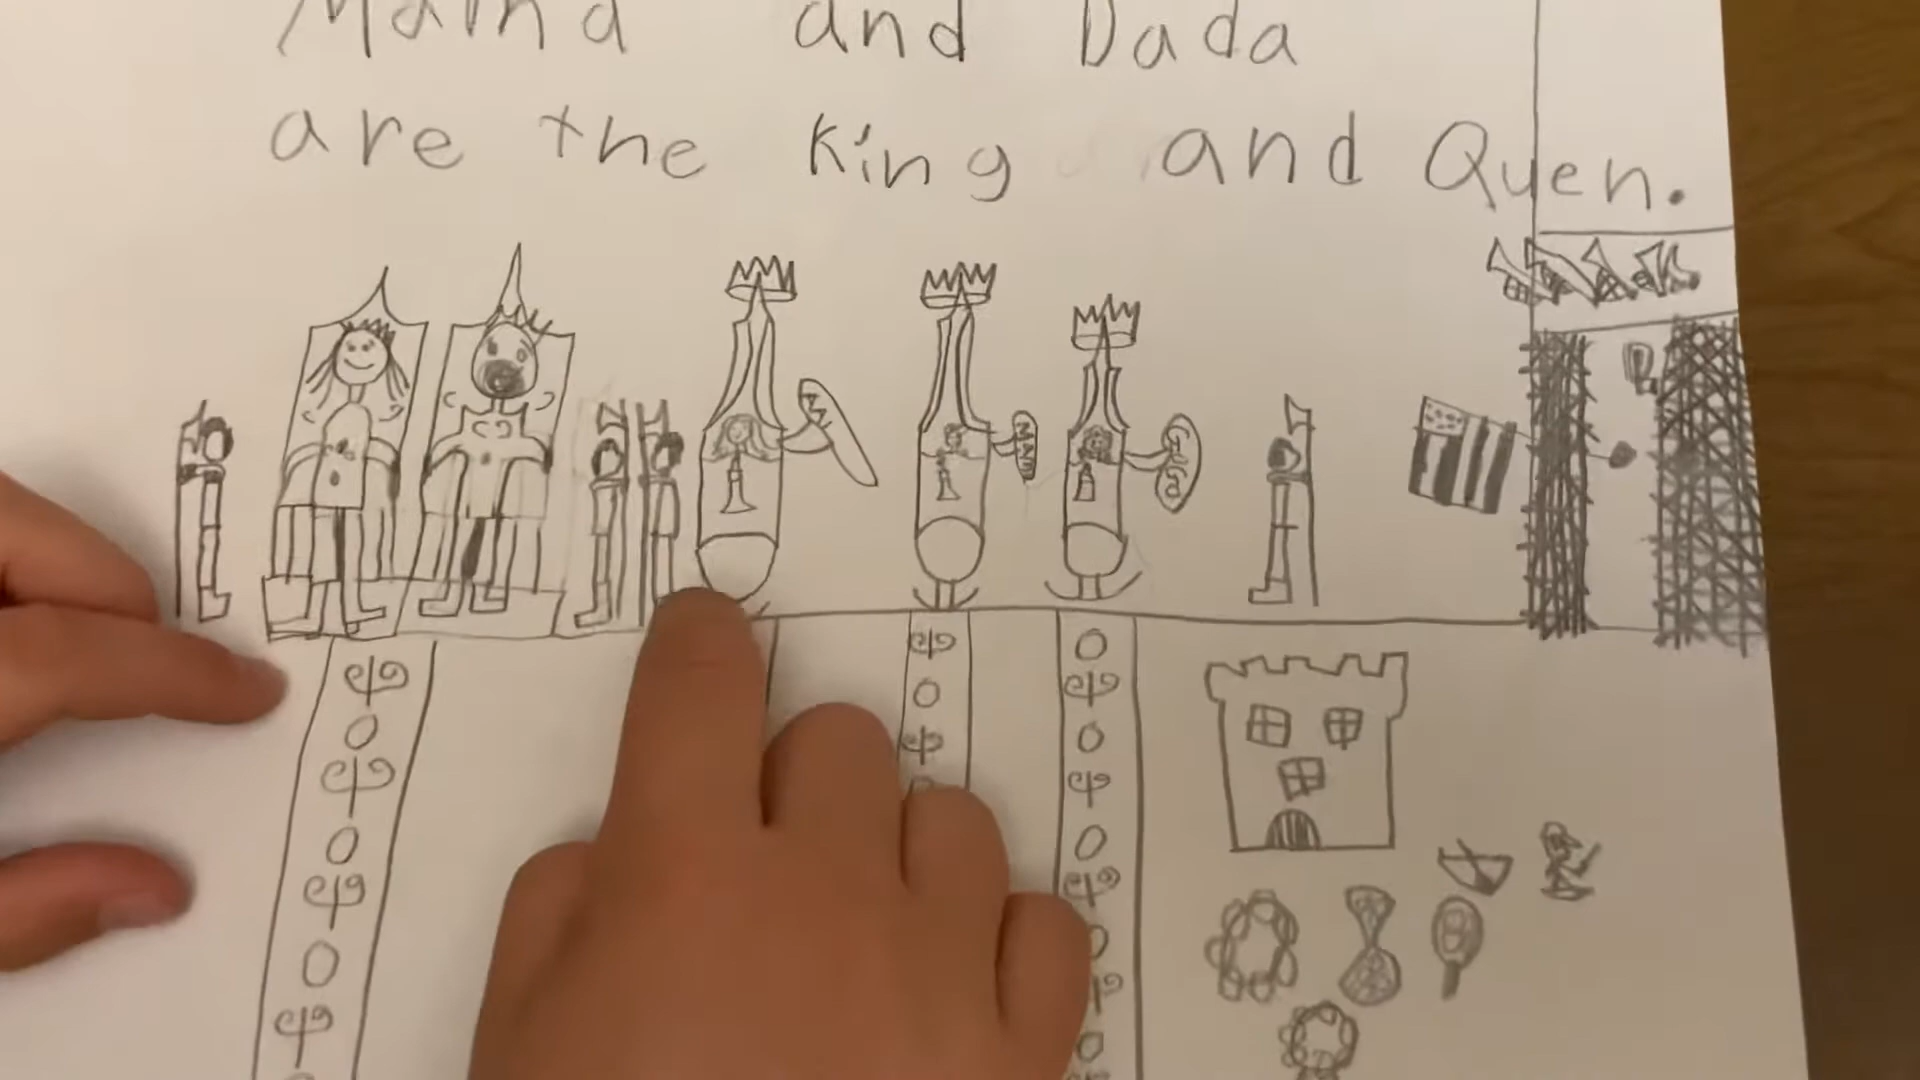 Mama and Dada
are the King and Quen.